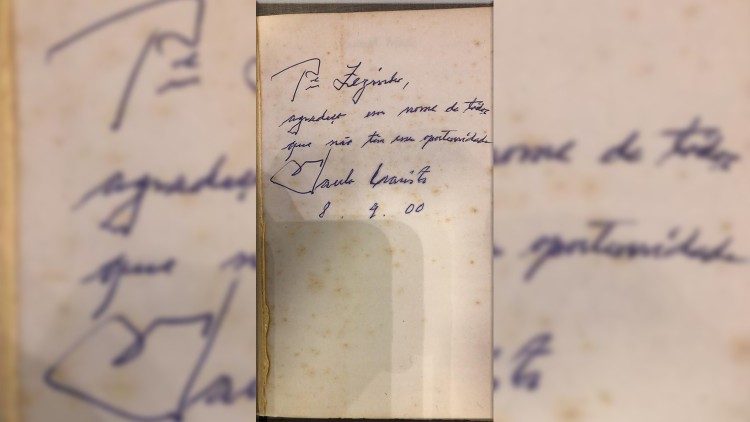 Pe Zezinho,
agradeço em nome de todos
que não tem essa oportunidade
Paulo Evaristo
8 . 9 . 00